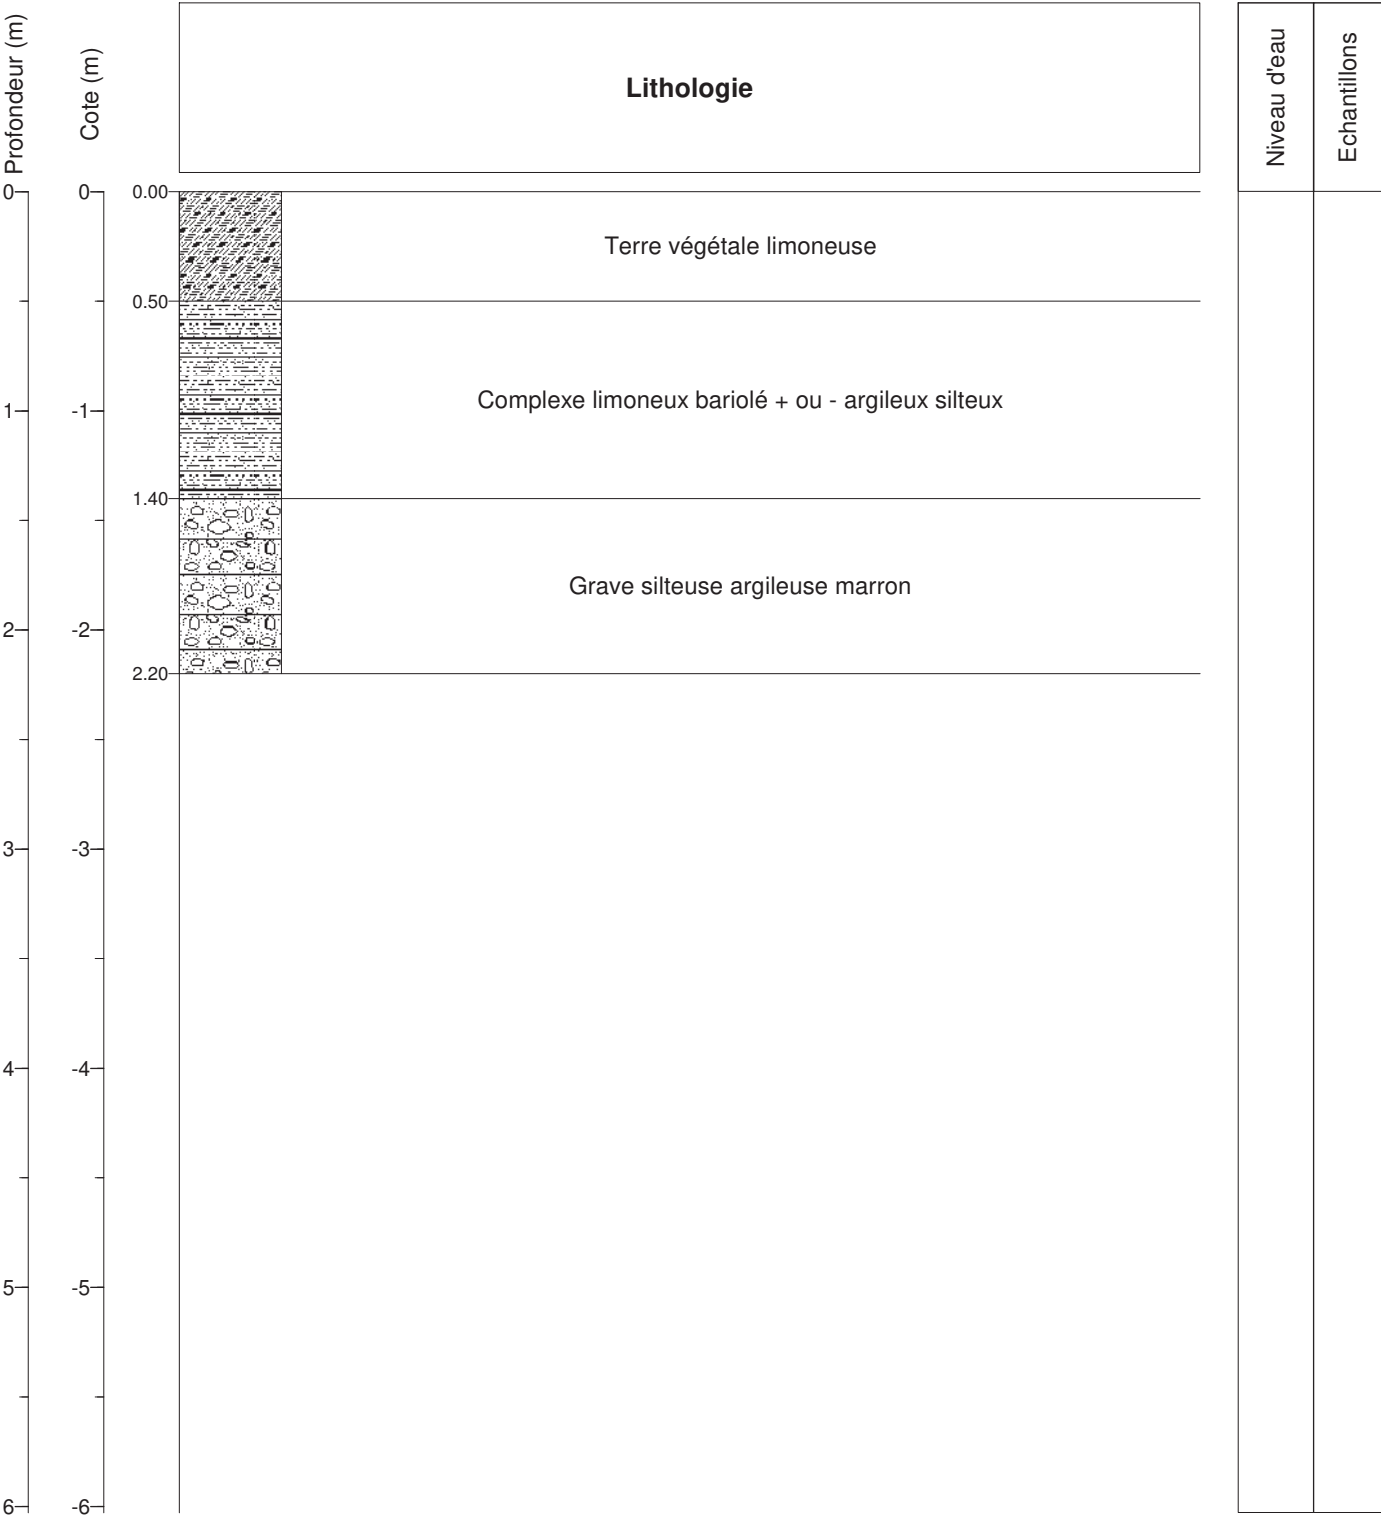 Profondeur (m)
Cote (m)
Lithologie
Niveau d'eau
Echantillons
0
0
0.00
Terre végétale limoneuse
0.50
Complexe limoneux bariolé + ou - argileux silteux
1
-1
1.40
Grave silteuse argileuse marron
2
-2
2.20
3
-3
4
-4
5
-5
6
-6